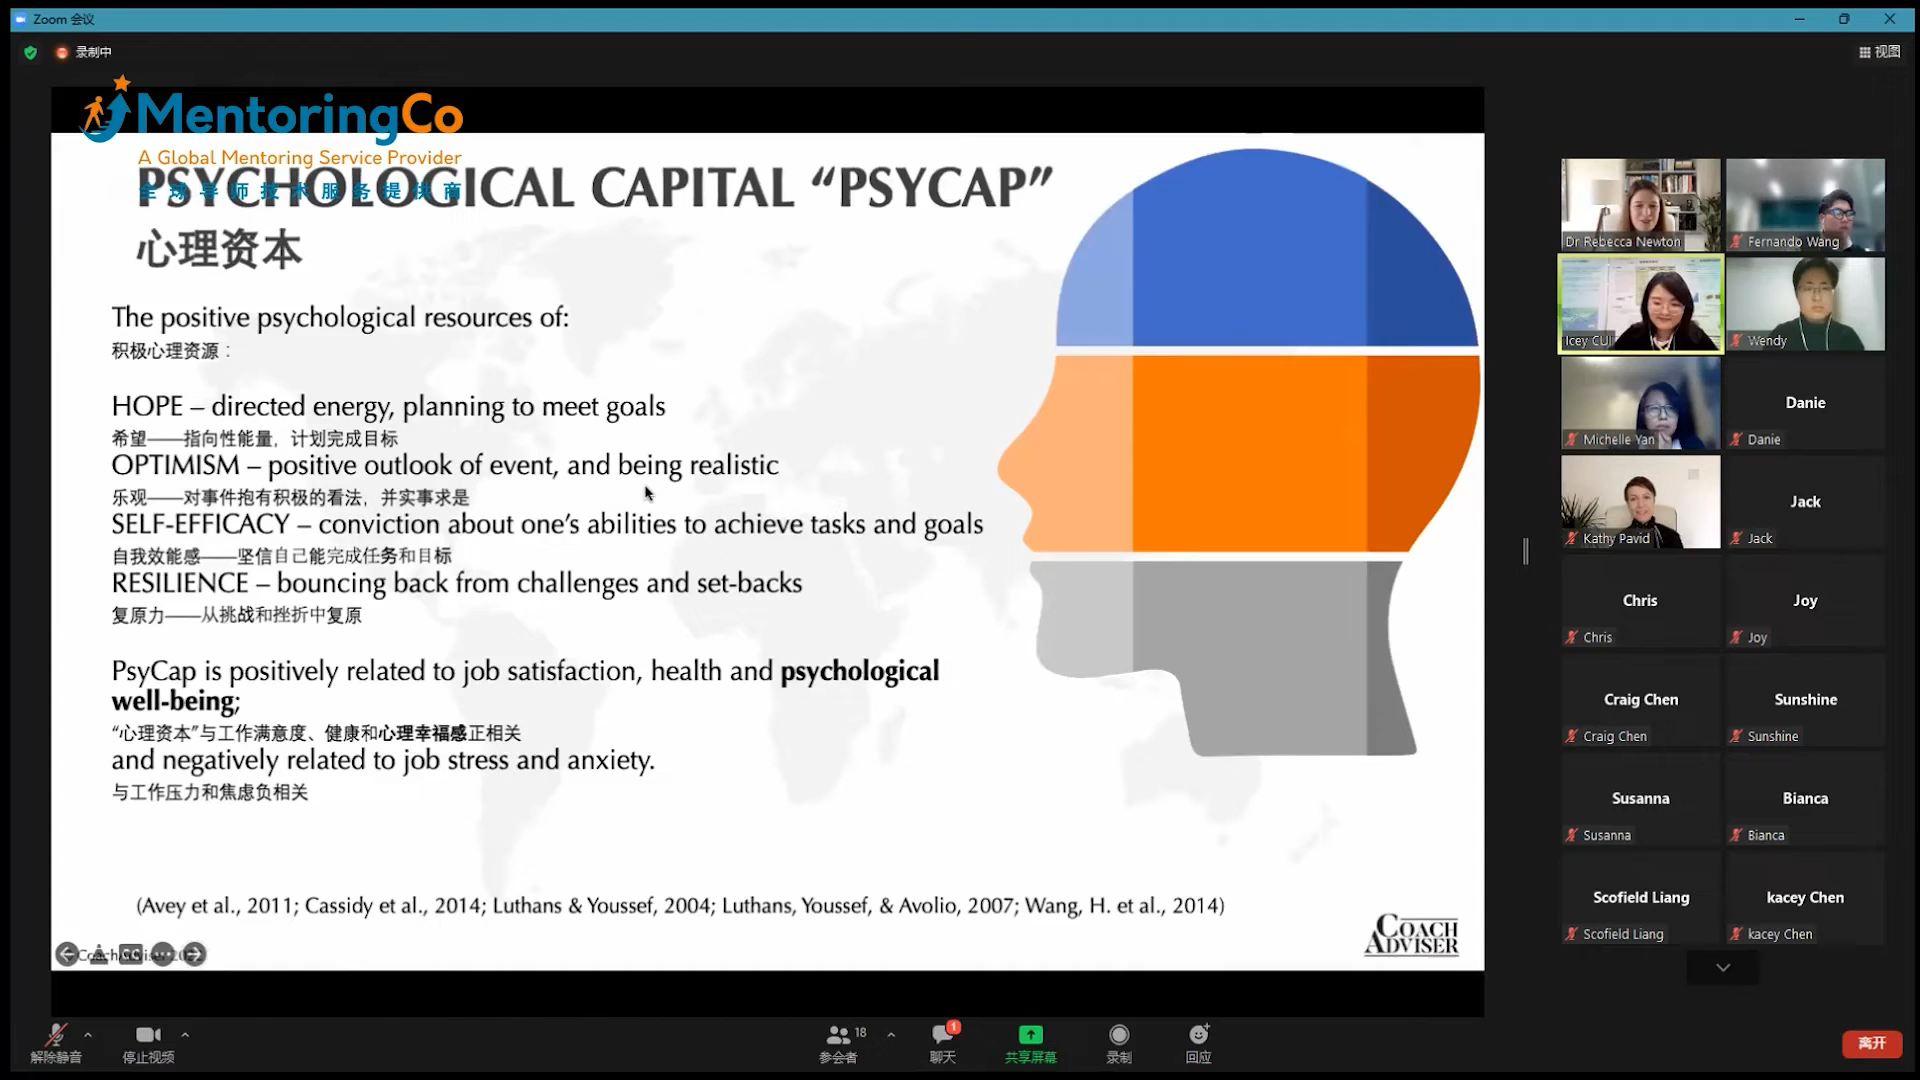 Zoom 会议
录制中
视图
MentoringCo
A Global Mentoring Service Provider
全球导师技术服务提供商
PSYCHOLOGICAL CAPITAL “PSYCAP”
心理资本
The positive psychological resources of:
积极心理资源：
HOPE – directed energy, planning to meet goals
希望——指向性能量，计划完成目标
OPTIMISM – positive outlook of event, and being realistic
乐观——对事件抱有积极的看法，并实事求是
SELF-EFFICACY – conviction about one’s abilities to achieve tasks and goals
自我效能感——坚信自己能完成任务和目标
RESILIENCE – bouncing back from challenges and set-backs
复原力——从挑战和挫折中复原
PsyCap is positively related to job satisfaction, health and psychological
well-being;
“心理资本”与工作满意度、健康和心理幸福感正相关
and negatively related to job stress and anxiety.
与工作压力和焦虑负相关
(Avey et al., 2011; Cassidy et al., 2014; Luthans & Youssef, 2004; Luthans, Youssef, & Avolio, 2007; Wang, H. et al., 2014)
COACH
ADVISER
Dr Rebecca Newton
Fernando Wang
Icey CUI
Wendy
Michelle Yan
Danie
Danie
Kathy Pavid
Jack
Jack
Chris
Chris
Joy
Joy
Craig Chen
Craig Chen
Sunshine
Sunshine
Susanna
Susanna
Bianca
Bianca
Scofield Liang
Scofield Liang
kacey Chen
kacey Chen
解除静音
停止视频
18
参会者
1
聊天
共享屏幕
录制
回应
离开